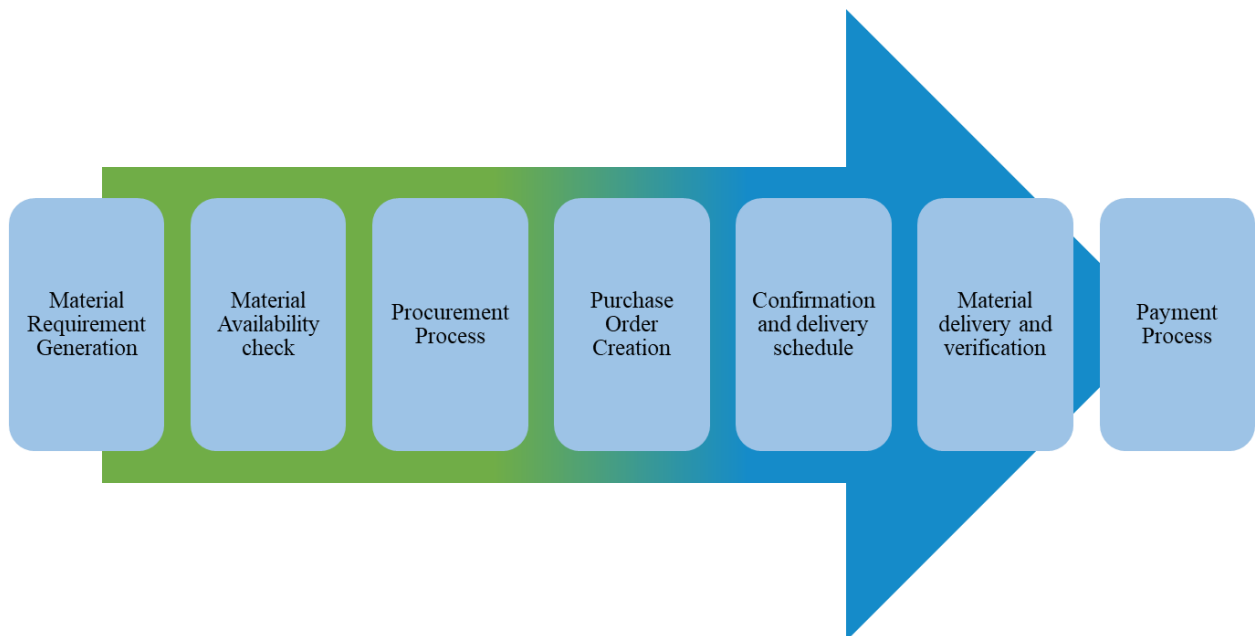 Material
Requirement
Generation
Material
Availability
check
Procurement
Process
Purchase
Order
Creation
Confirmation
and delivery
schedule
Material
delivery and
verification
Payment
Process